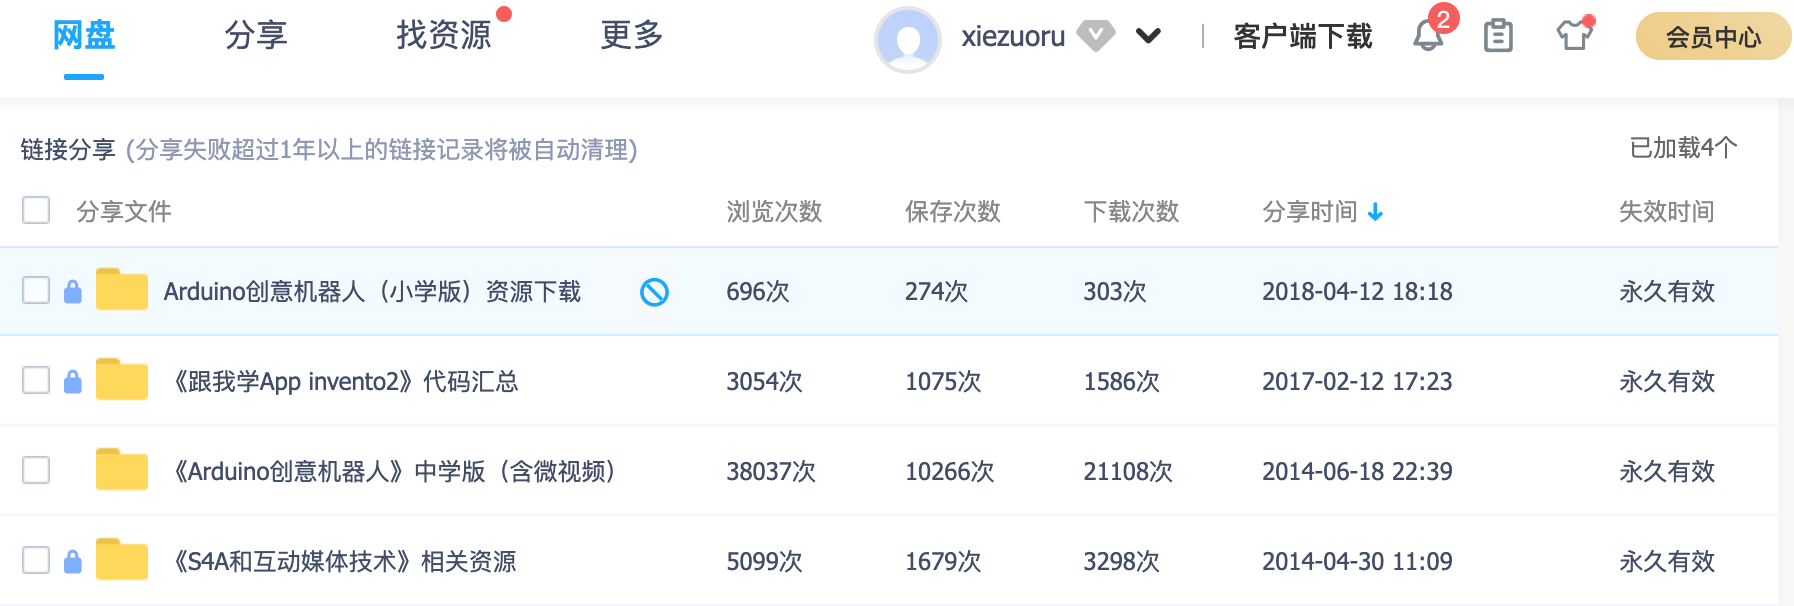 网盘 分享 找资源 更多 xiezuoru 客户端下载 2 会员中心
链接分享 (分享失败超过1年以上的链接记录将被自动清理) 已加载4个
分享文件 浏览次数 保存次数 下载次数 分享时间 失效时间
Arduino创意机器人（小学版）资源下载 696次 274次 303次 2018-04-12 18:18 永久有效
《跟我学App invento2》代码汇总 3054次 1075次 1586次 2017-02-12 17:23 永久有效
《Arduino创意机器人》中学版（含微视频） 38037次 10266次 21108次 2014-06-18 22:39 永久有效
《S4A和互动媒体技术》相关资源 5099次 1679次 3298次 2014-04-30 11:09 永久有效